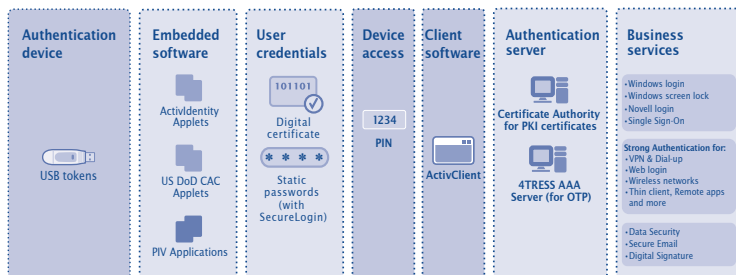 Authentication
device
USB tokens
Embedded
software
ActivIdentity
Applets
US DoD CAC
Applets
PIV Applications
User
credentials
101101
Digital
certificate
* * * *
Static
passwords
(with
SecureLogin)
Device
access
1234
PIN
Client
software
ActivClient
Authentication
server
Certificate Authority
for PKI certificates
4TRESS AAA
Server (for OTP)
Business
services
•Windows login
•Windows screen lock
•Novell login
•Single Sign-On
Strong Authentication for:
•VPN & Dial-up
•Web login
•Wireless networks
•Thin client, Remote apps
and more
•Data Security
•Secure Email
•Digital Signature